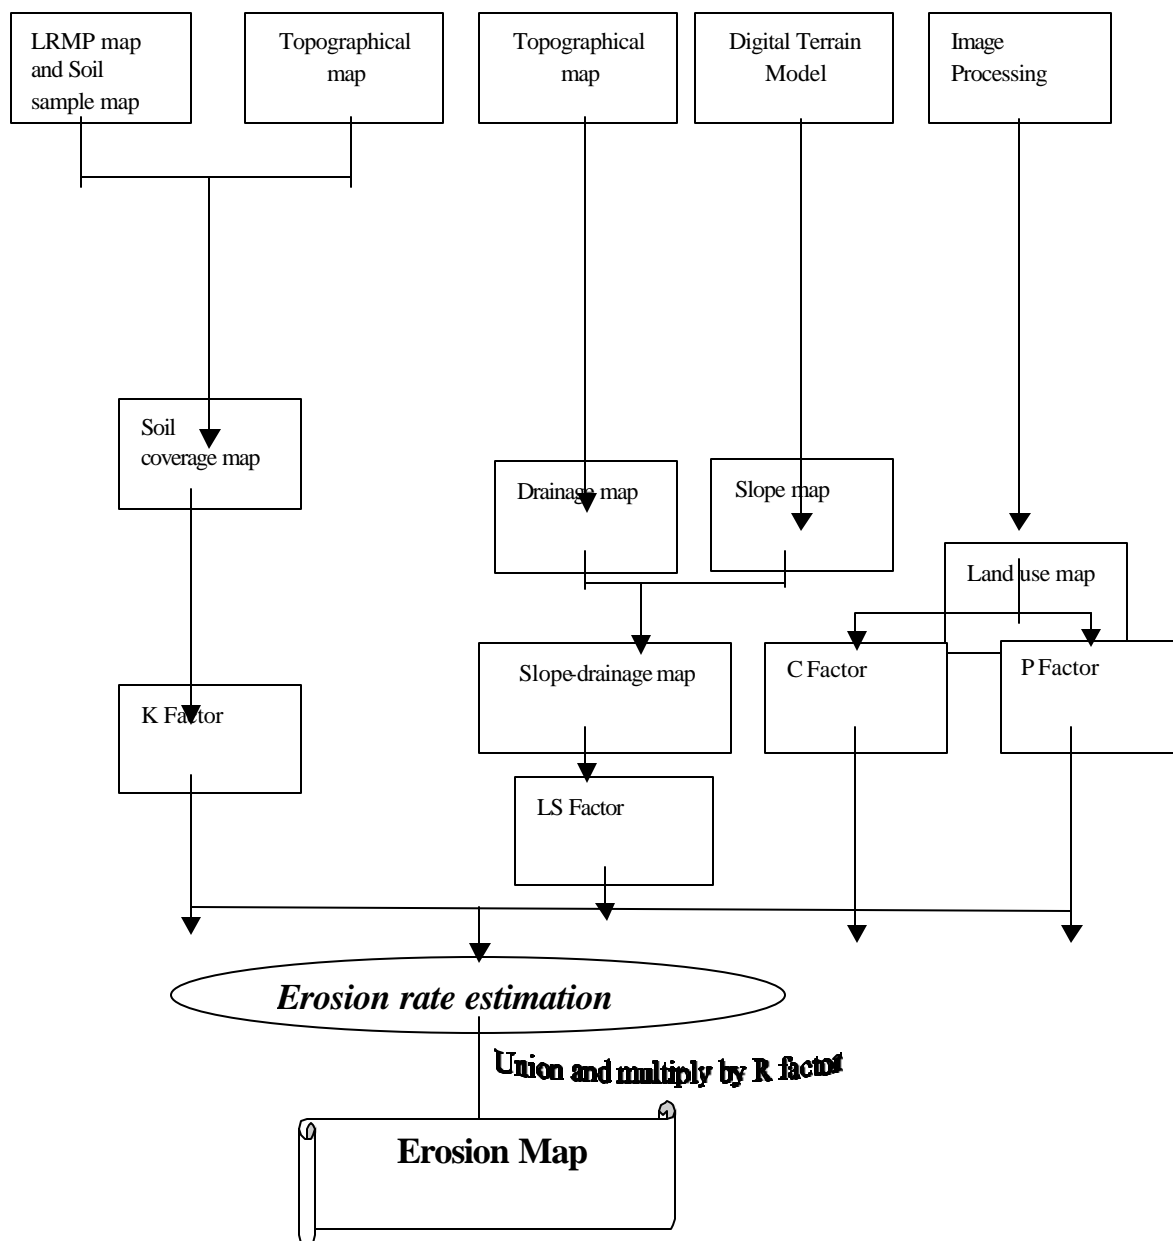 LRMP map
and Soil
sample map
Topographical
map
Topographical
map
Digital Terrain
Model
Image
Processing
Soil
coverage map
Drainage map
Slope map
Land use map
K Factor
Slope-drainage map
C Factor
P Factor
LS Factor
Erosion rate estimation
Union and multiply by R factor
Erosion Map